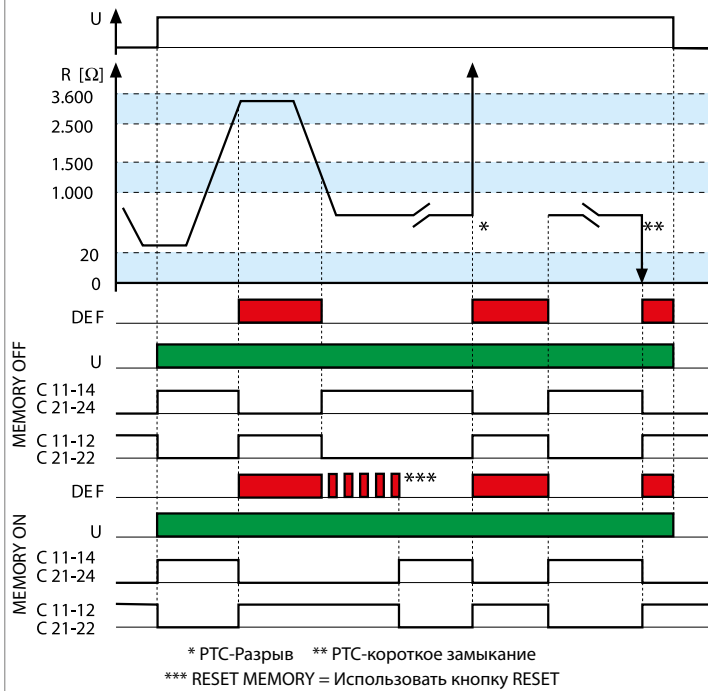 U
R [Ω]
3.600
2.500
1.500
1.000
*
**
20
0
DEF
MEMORY OFF
U
C 11-14
C 21-24
C 11-12
C 21-22
DEF
***
MEMORY ON
U
C 11-14
C 21-24
C 11-12
C 21-22
* PTC-Разрыв ** PTC-короткое замыкание
*** RESET MEMORY = Использовать кнопку RESET